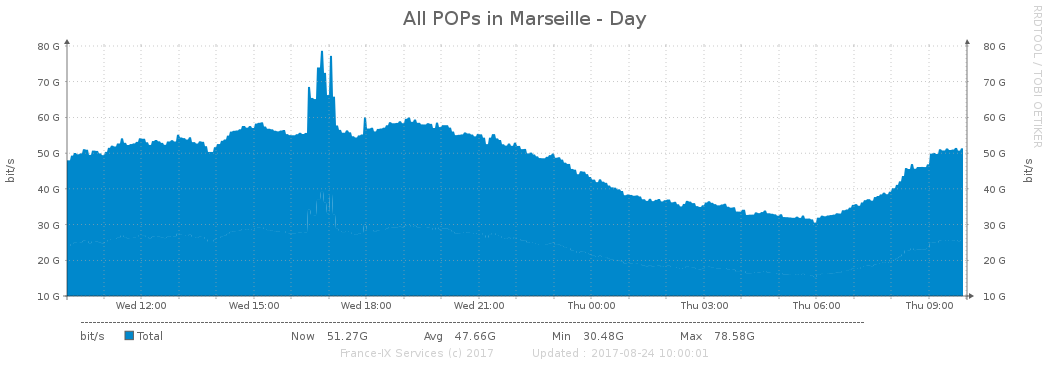 All POPs in Marseille - Day
RRDTOOL / TOBI OETIKER
80 G 80 G
70 G 70 G
60 G 60 G
50 G 50 G
40 G 40 G
30 G 30 G
20 G 20 G
10 G 10 G
bit/s bit/s
Wed 12:00 Wed 15:00 Wed 18:00 Wed 21:00 Thu 00:00 Thu 03:00 Thu 06:00 Thu 09:00
bit/s Total Now 51.27G Avg 47.66G Min 30.48G Max 78.58G
France-IX Services (c) 2017 Updated : 2017-08-24 10:00:01